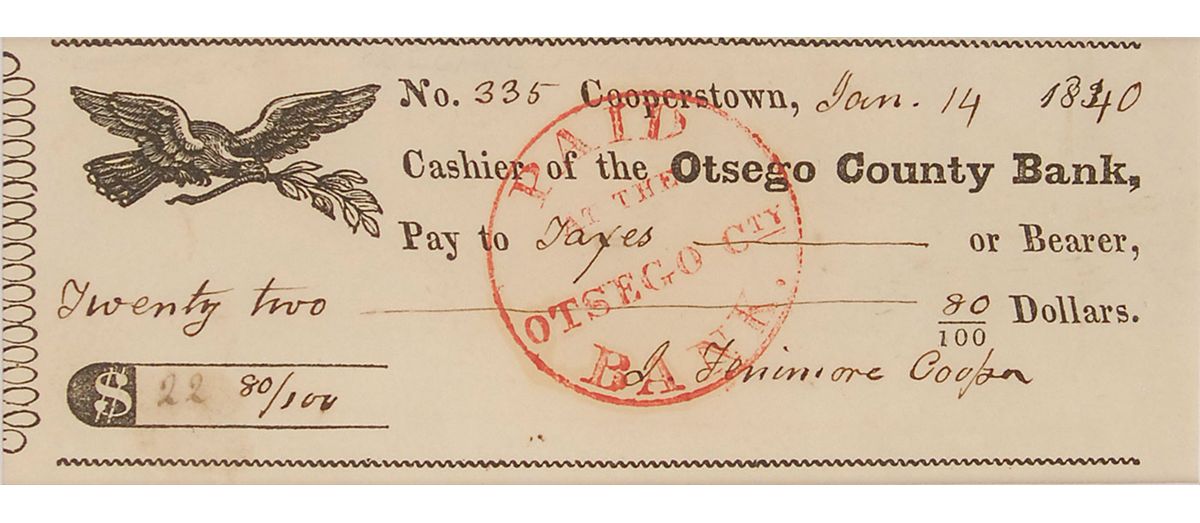 No. 335 Cooperstown, Jan. 14 1840
Cashier of the Otsego County Bank,
Pay to Taxes or Bearer,
Twenty two 80/100 Dollars.
$ 22 80/100
J. Fenimore Cooper
PAID
AT THE
OTSEGO CTY
BANK.